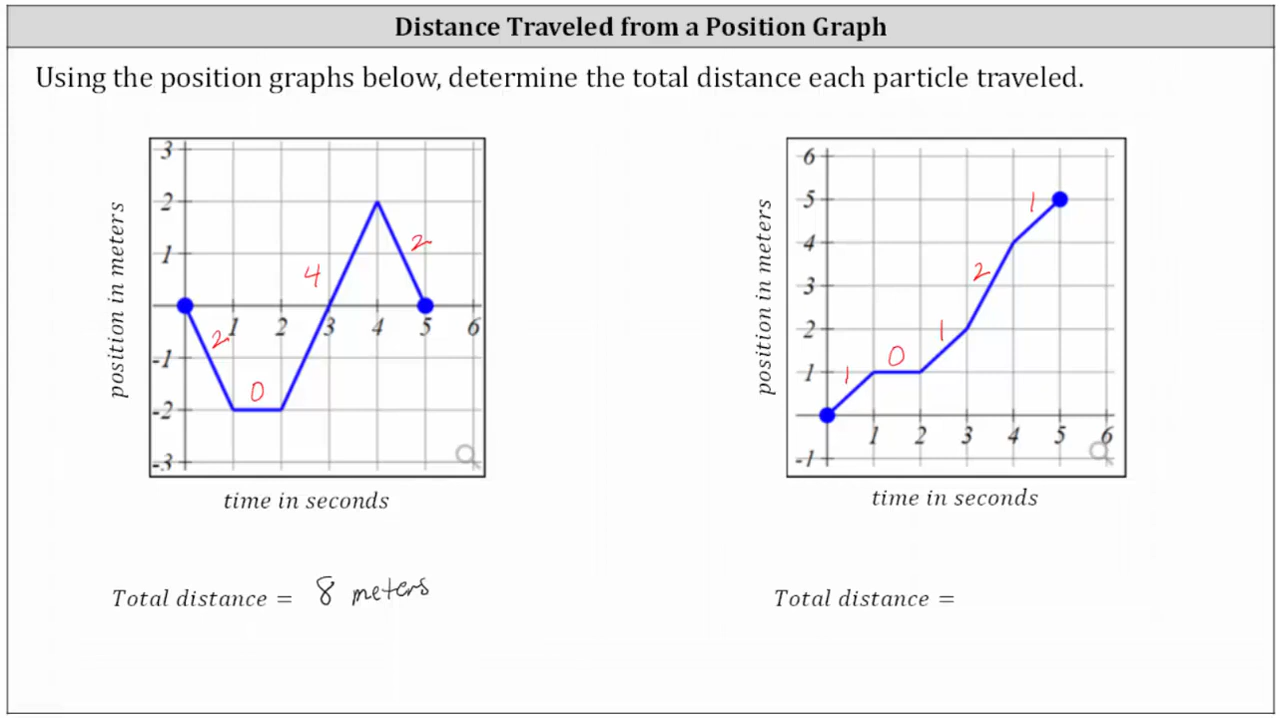 Distance Traveled from a Position Graph
Using the position graphs below, determine the total distance each particle traveled.
position in meters
3
2
1
-1
-2
-3
1 2 3 4 5 6
2
0
4
2
time in seconds
Total distance = 8 meters
position in meters
6
5
4
3
2
1
-1
1 2 3 4 5 6
1
0
1
2
1
time in seconds
Total distance =